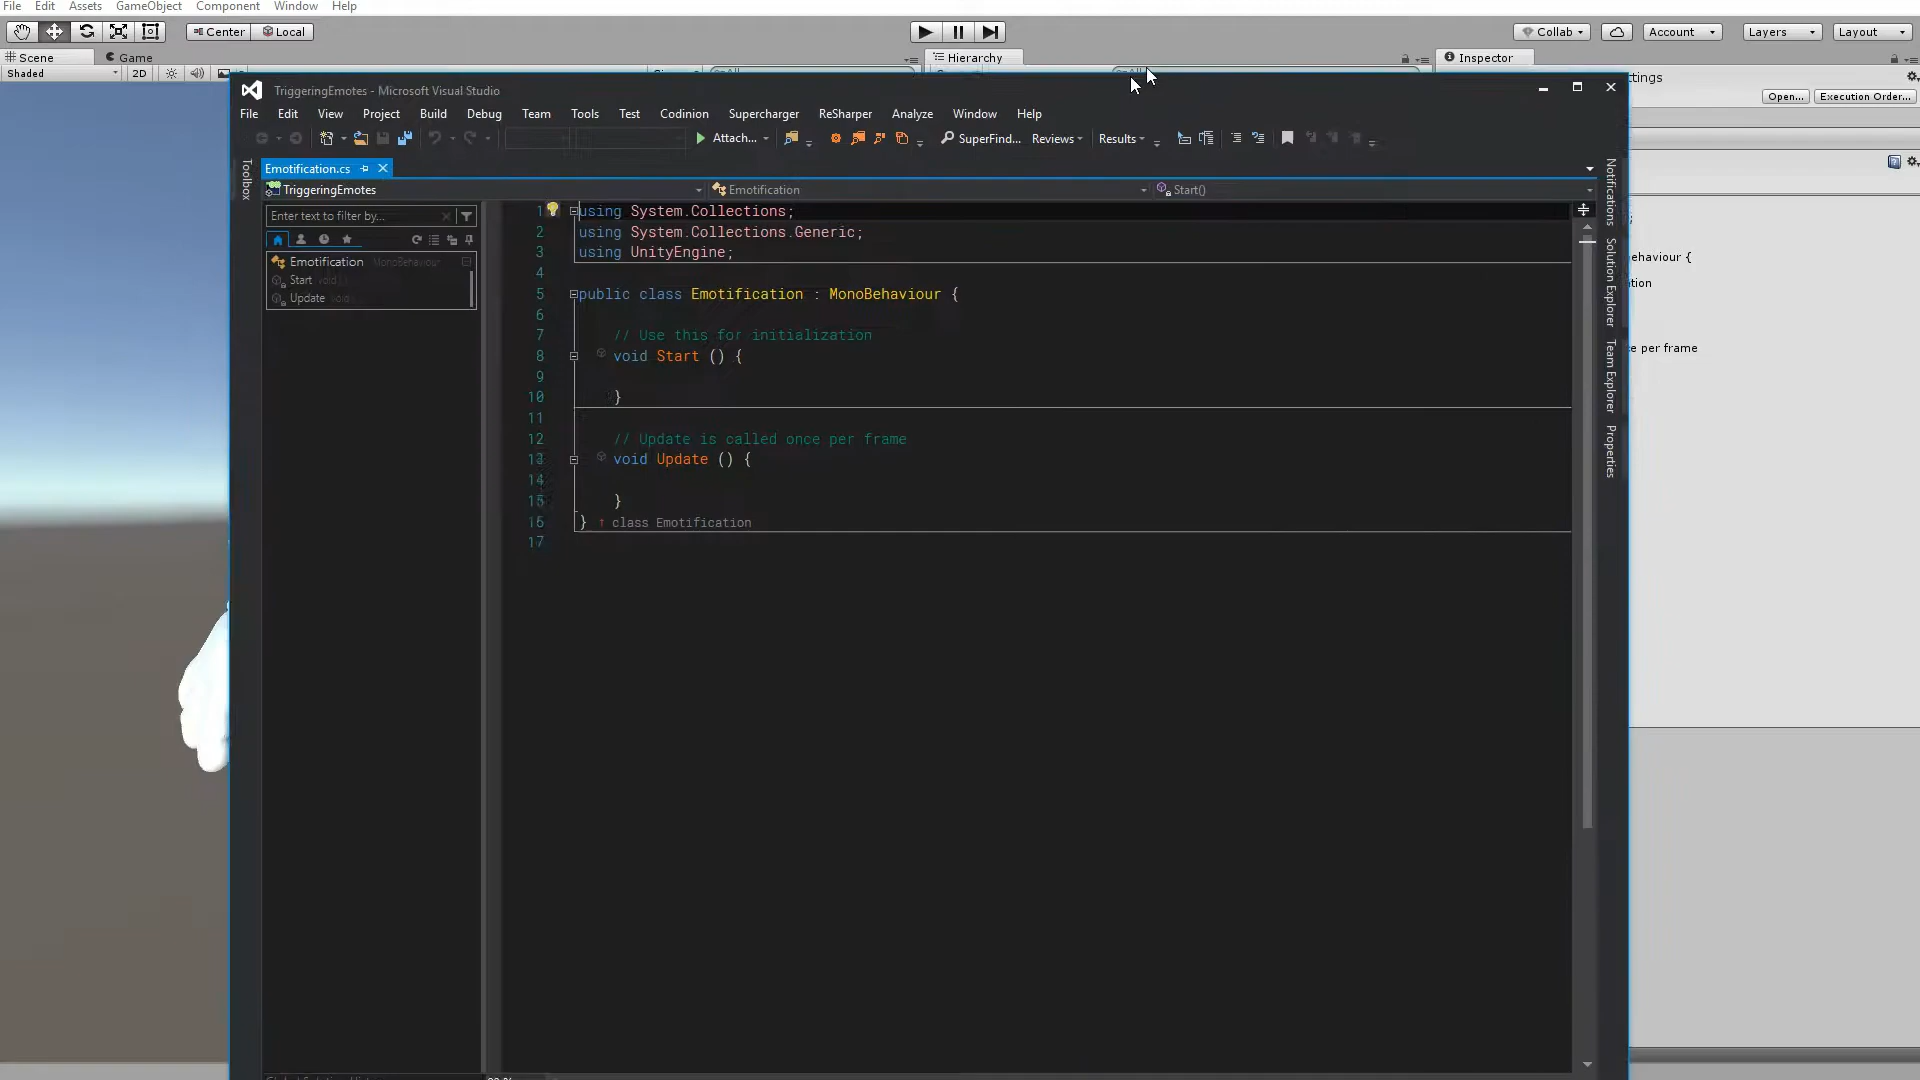 File Edit Assets GameObject Component Window Help
Center Local
Collab Account Layers Layout
Scene Game
Hierarchy
Inspector
Shaded 2D
ttings
Open... Execution Order...
TriggeringEmotes - Microsoft Visual Studio
File Edit View Project Build Debug Team Tools Test Codinion Supercharger ReSharper Analyze Window Help
Attach... SuperFind... Reviews Results
Toolbox
Emotification.cs
TriggeringEmotes Emotification Start()
Enter text to filter by...
Emotification MonoBehaviour
Start void
Update void
1 using System.Collections;
2 using System.Collections.Generic;
3 using UnityEngine;
4
5 public class Emotification : MonoBehaviour {
6
7 // Use this for initialization
8 void Start () {
9
10 }
11
12 // Update is called once per frame
13 void Update () {
14
15 }
16 } ↑ class Emotification
17
Notifications
Solution Explorer
Team Explorer
Properties
ehaviour {
ation
e per frame